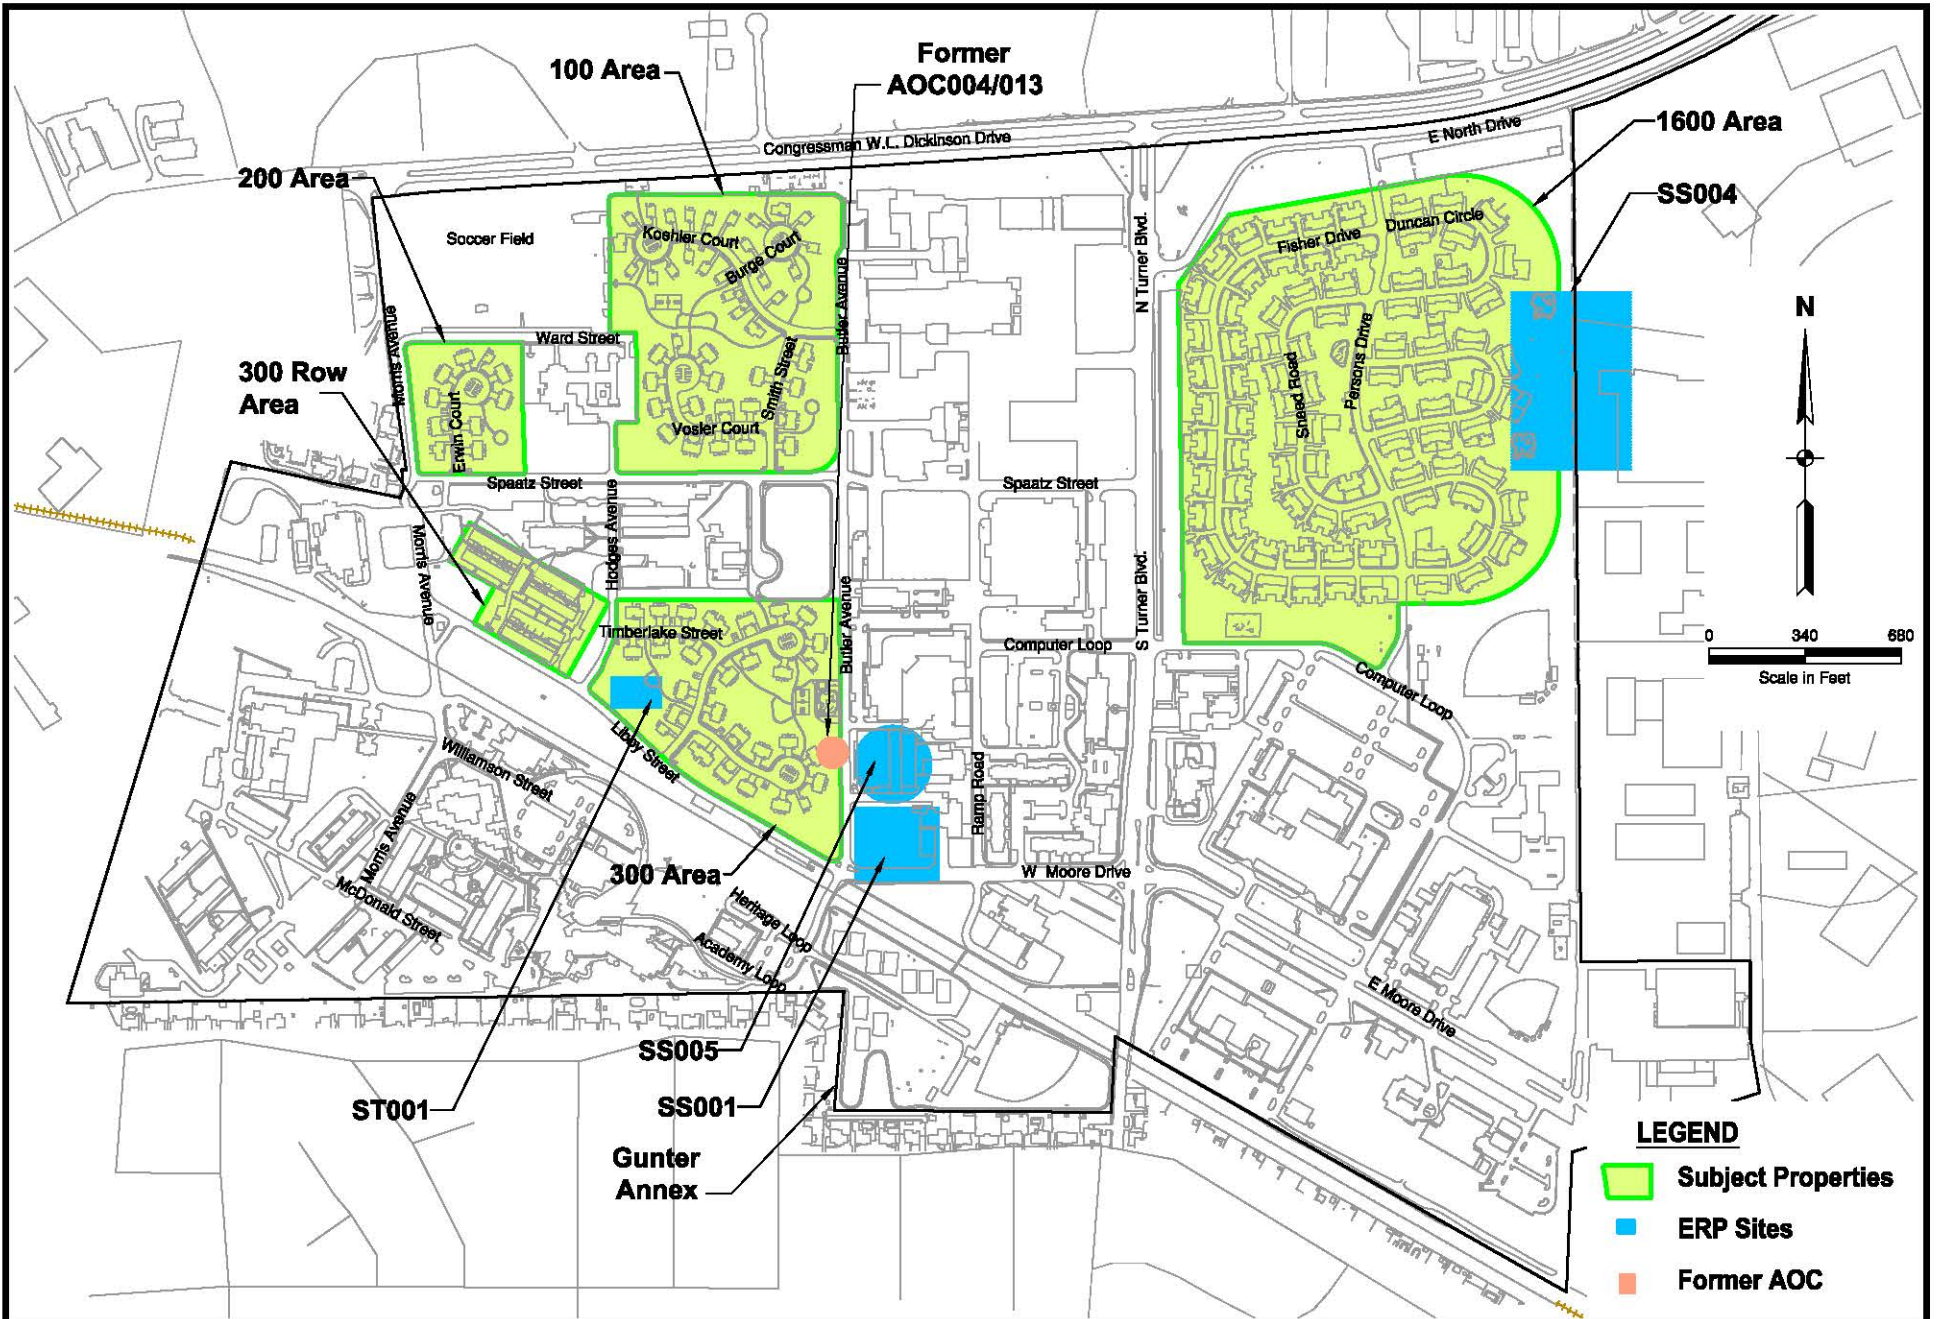 Former
AOC004/013
100 Area
1600 Area
Congressman W.L. Dickinson Drive
E North Drive
200 Area
SS004
Soccer Field
Koehler Court
Burge Court
Fisher Drive
Duncan Circle
N Turner Blvd.
Butler Avenue
Morris Avenue
Ward Street
N
300 Row
Area
Smith Street
Persons Drive
Sneed Road
Erwin Court
Vosler Court
Spaatz Street
Spaatz Street
Hodges Avenue
Morris Avenue
Butler Avenue
S Turner Blvd.
Timberlake Street
Computer Loop
0 340 680
Scale in Feet
Computer Loop
Libby Street
Williamson Street
Ramp Road
Morris Avenue
300 Area
W Moore Drive
McDonald Street
Heritage Loop
Academy Loop
E Moore Drive
SS005
ST001
SS001
Gunter
Annex
LEGEND
Subject Properties
ERP Sites
Former AOC